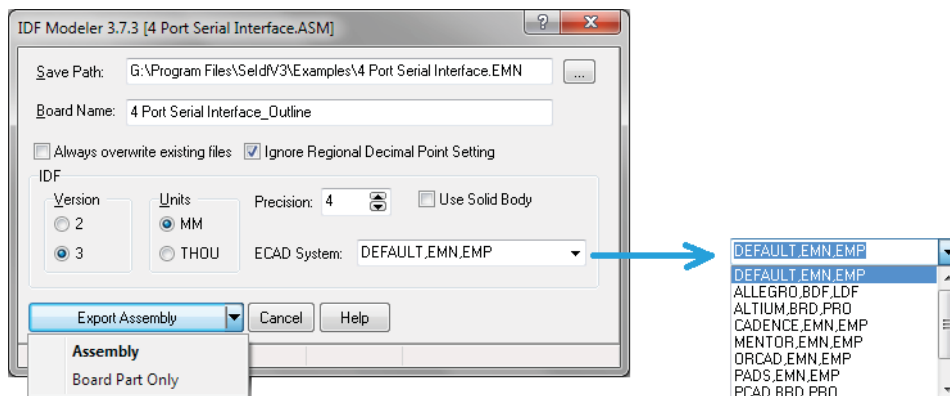 IDF Modeler 3.7.3 [4 Port Serial Interface.ASM]
?
X
Save Path: G:\Program Files\SeIdfV3\Examples\4 Port Serial Interface.EMN ...
Board Name: 4 Port Serial Interface_Outline
Always overwrite existing files Ignore Regional Decimal Point Setting
IDF
Version Units Precision: 4 Use Solid Body
2 MM
3 THOU ECAD System: DEFAULT,EMN,EMP
Export Assembly Cancel Help
Assembly
Board Part Only
DEFAULT,EMN,EMP
DEFAULT,EMN,EMP
ALLEGRO,BDF,LDF
ALTIUM,BRD,PRO
CADENCE,EMN,EMP
MENTOR,EMN,EMP
ORCAD,EMN,EMP
PADS,EMN,EMP
PCAD,BRD,PRO